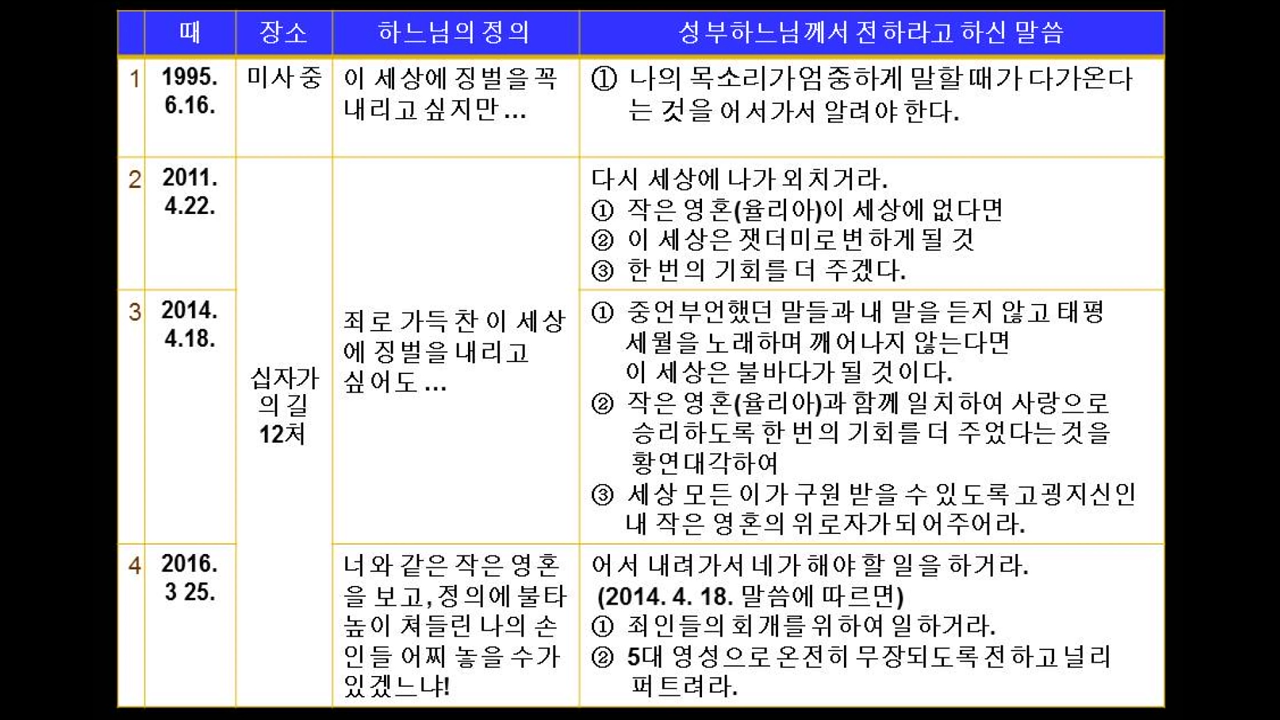 때 장소 하느님의 정의 성부하느님께서 전하라고 하신 말씀
1 1995. 6.16. 미사 중
이 세상에 징벌을 꼭
내리고 싶지만 ...
① 나의 목소리가 엄중하게 말할 때가 다가온다
는 것을 어서가서 알려야 한다.
2 2011. 4.22.
다시 세상에 나가 외치거라.
① 작은 영혼(율리아)이 세상에 없다면
② 이 세상은 잿더미로 변하게 될 것
③ 한 번의 기회를 더 주겠다.
3 2014. 4.18.
십자가
의 길
12처
죄로 가득 찬 이 세상
에 징벌을 내리고
싶어도 ...
① 중언부언했던 말들과 내 말을 듣지 않고 태평
세월을 노래하며 깨어나지 않는다면
이 세상은 불바다가 될 것이다.
② 작은 영혼(율리아)과 함께 일치하여 사랑으로
승리하도록 한 번의 기회를 더 주었다는 것을
황연대각하여
③ 세상 모든 이가 구원 받을 수 있도록 고굉지신인
내 작은 영혼의 위로자가 되어주어라.
4 2016. 3 25.
너와 같은 작은 영혼
을 보고, 정의에 불타
높이 쳐들린 나의 손
인들 어찌 놓을 수가
있겠느냐!
어서 내려가서 네가 해야 할 일을 하거라.
(2014. 4. 18. 말씀에 따르면)
① 죄인들의 회개를 위하여 일하거라.
② 5대 영성으로 온전히 무장되도록 전하고 널리
퍼트려라.